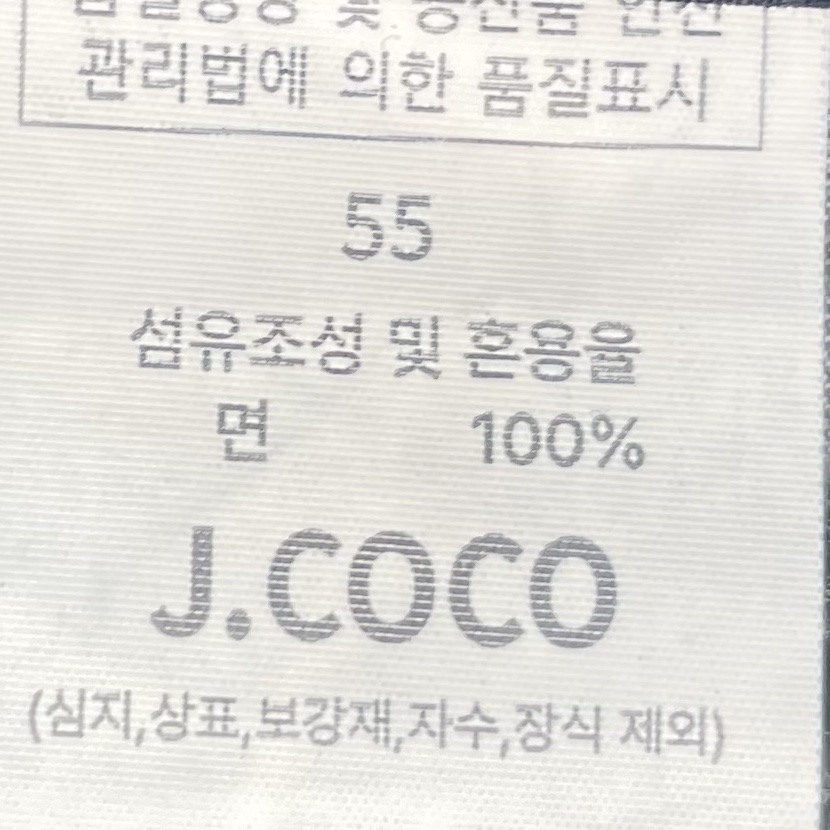 관리법에 의한 품질표시
55
섬유조성 및 혼용율
면 100%
J.COCO
(심지,상표,보강재,자수,장식 제외)